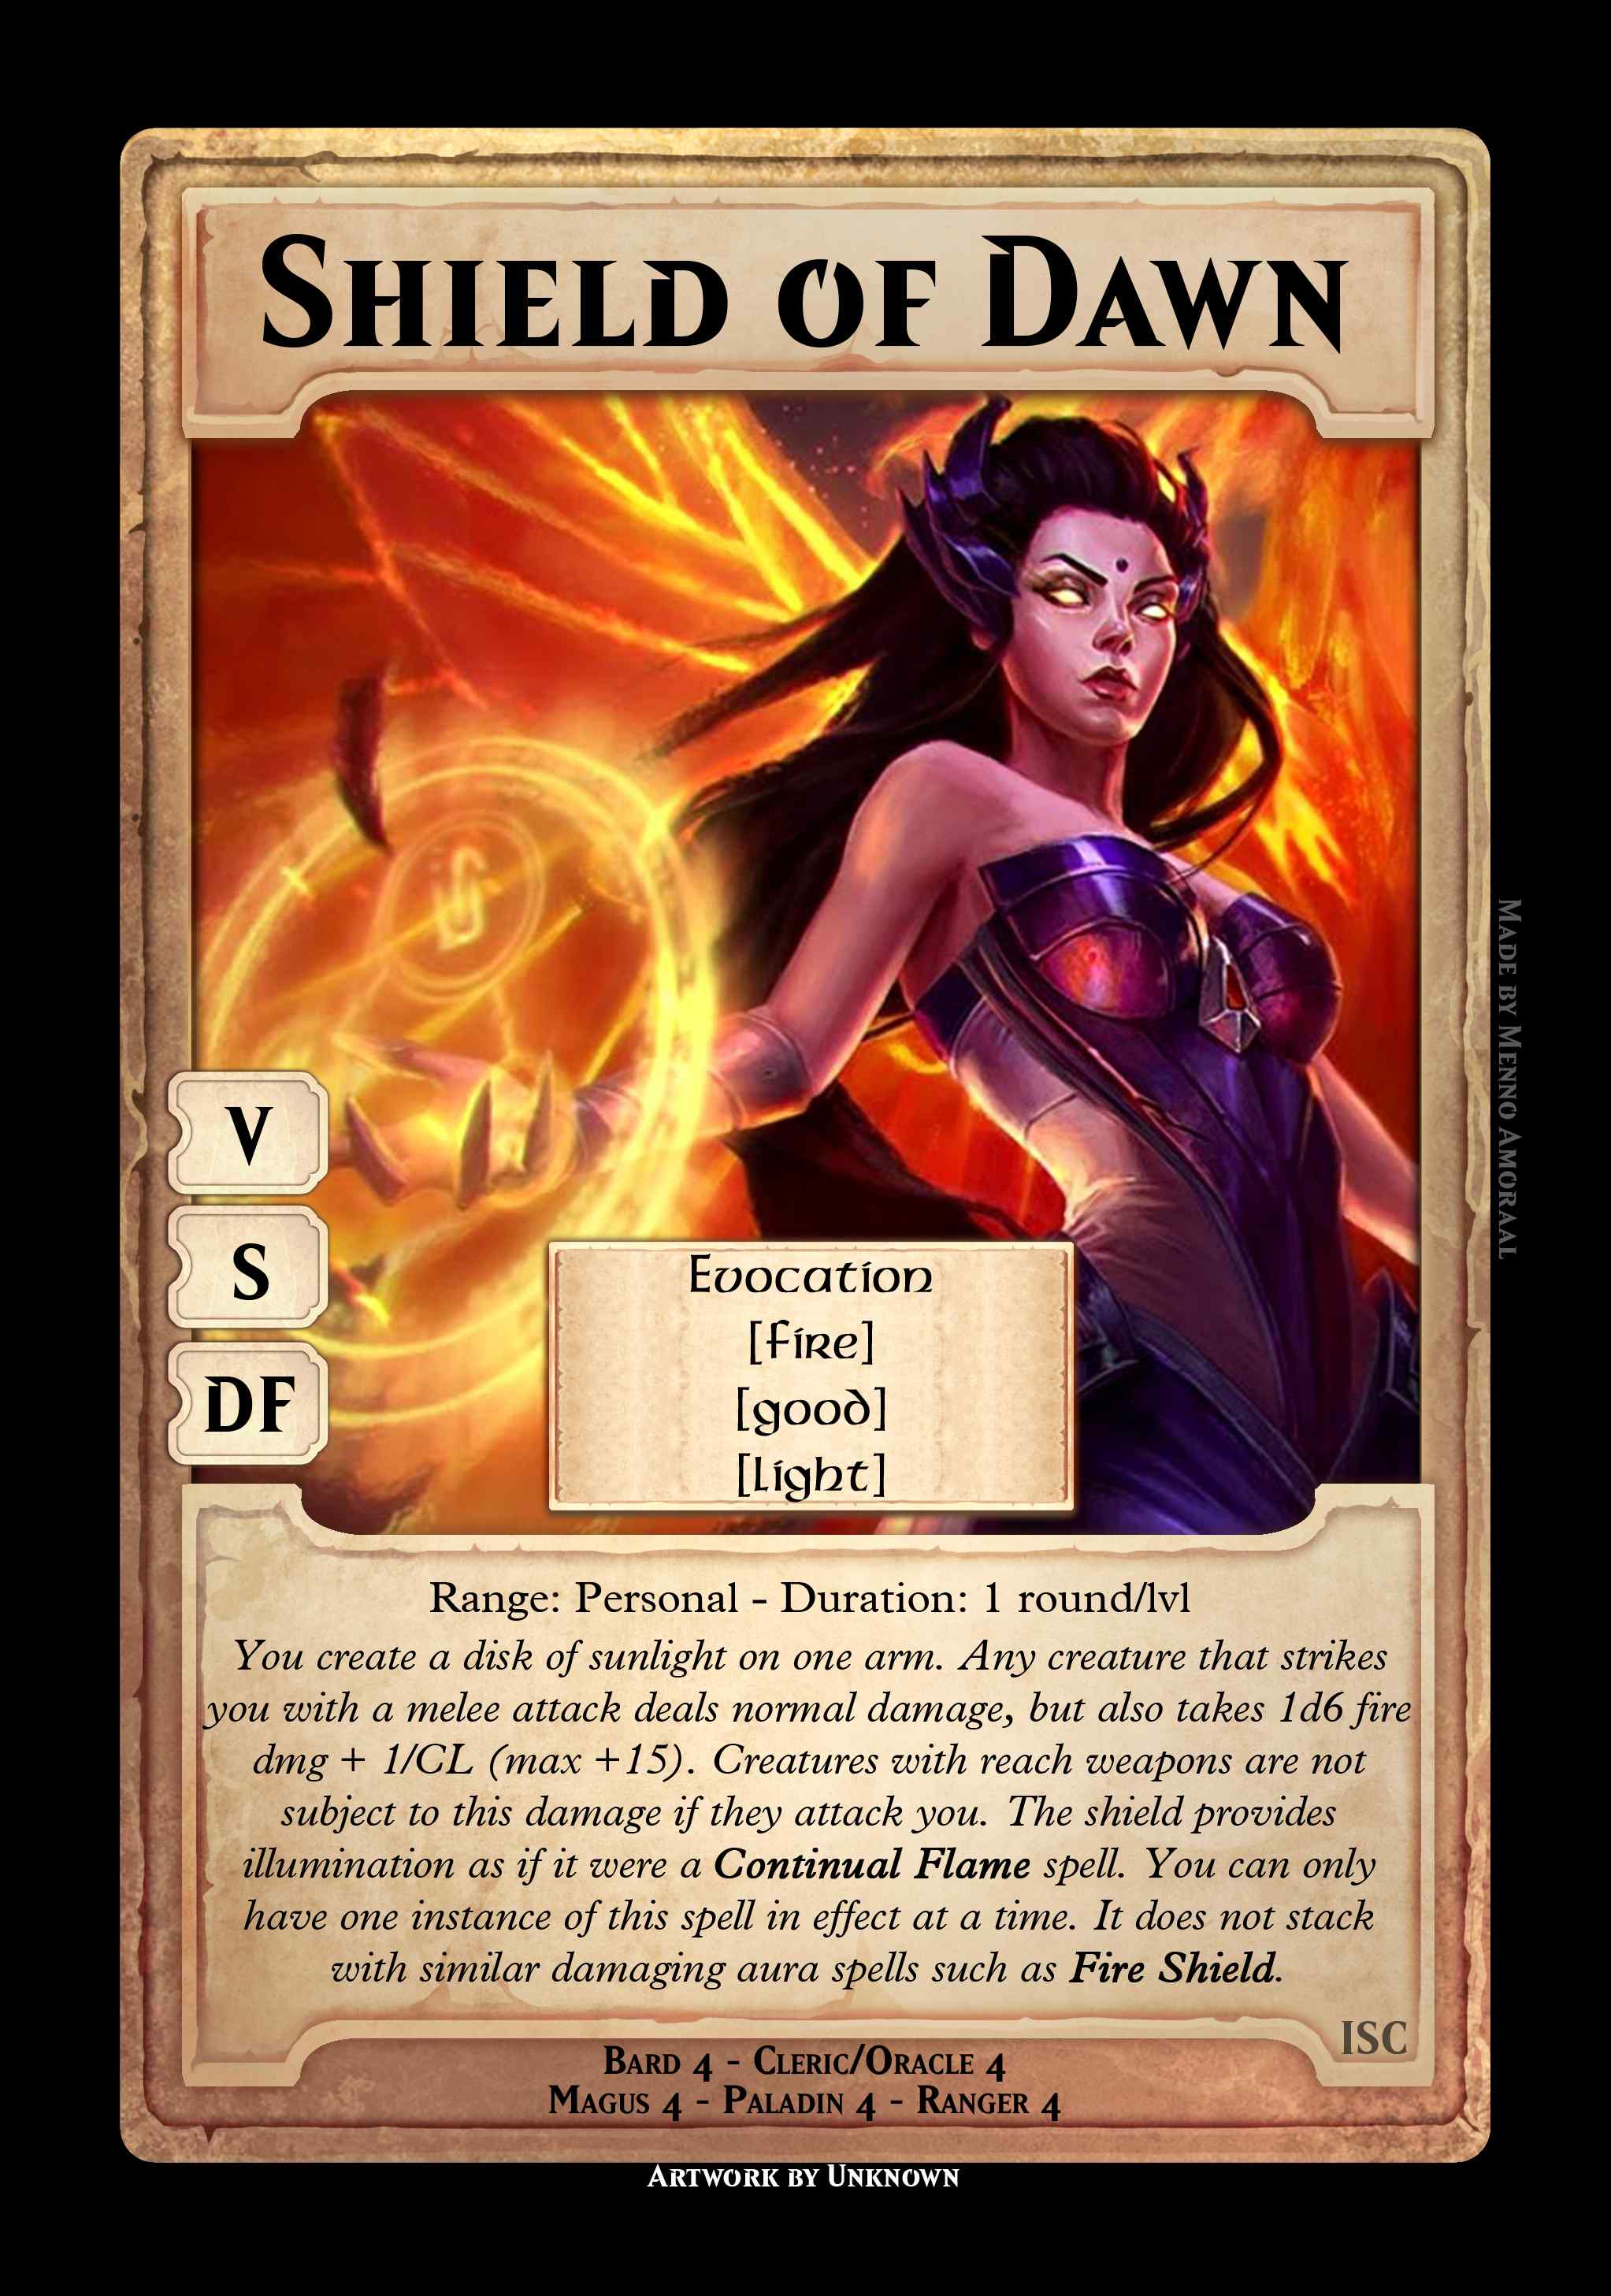 Shield of Dawn
V
S
DF
Evocation
[fire]
[good]
[light]
Range: Personal - Duration: 1 round/lvl
You create a disk of sunlight on one arm. Any creature that strikes
you with a melee attack deals normal damage, but also takes 1d6 fire
dmg + 1/CL (max +15). Creatures with reach weapons are not
subject to this damage if they attack you. The shield provides
illumination as if it were a Continual Flame spell. You can only
have one instance of this spell in effect at a time. It does not stack
with similar damaging aura spells such as Fire Shield.
ISC
Bard 4 - Cleric/Oracle 4
Magus 4 - Paladin 4 - Ranger 4
Artwork by Unknown
Made by Menno Amoraal